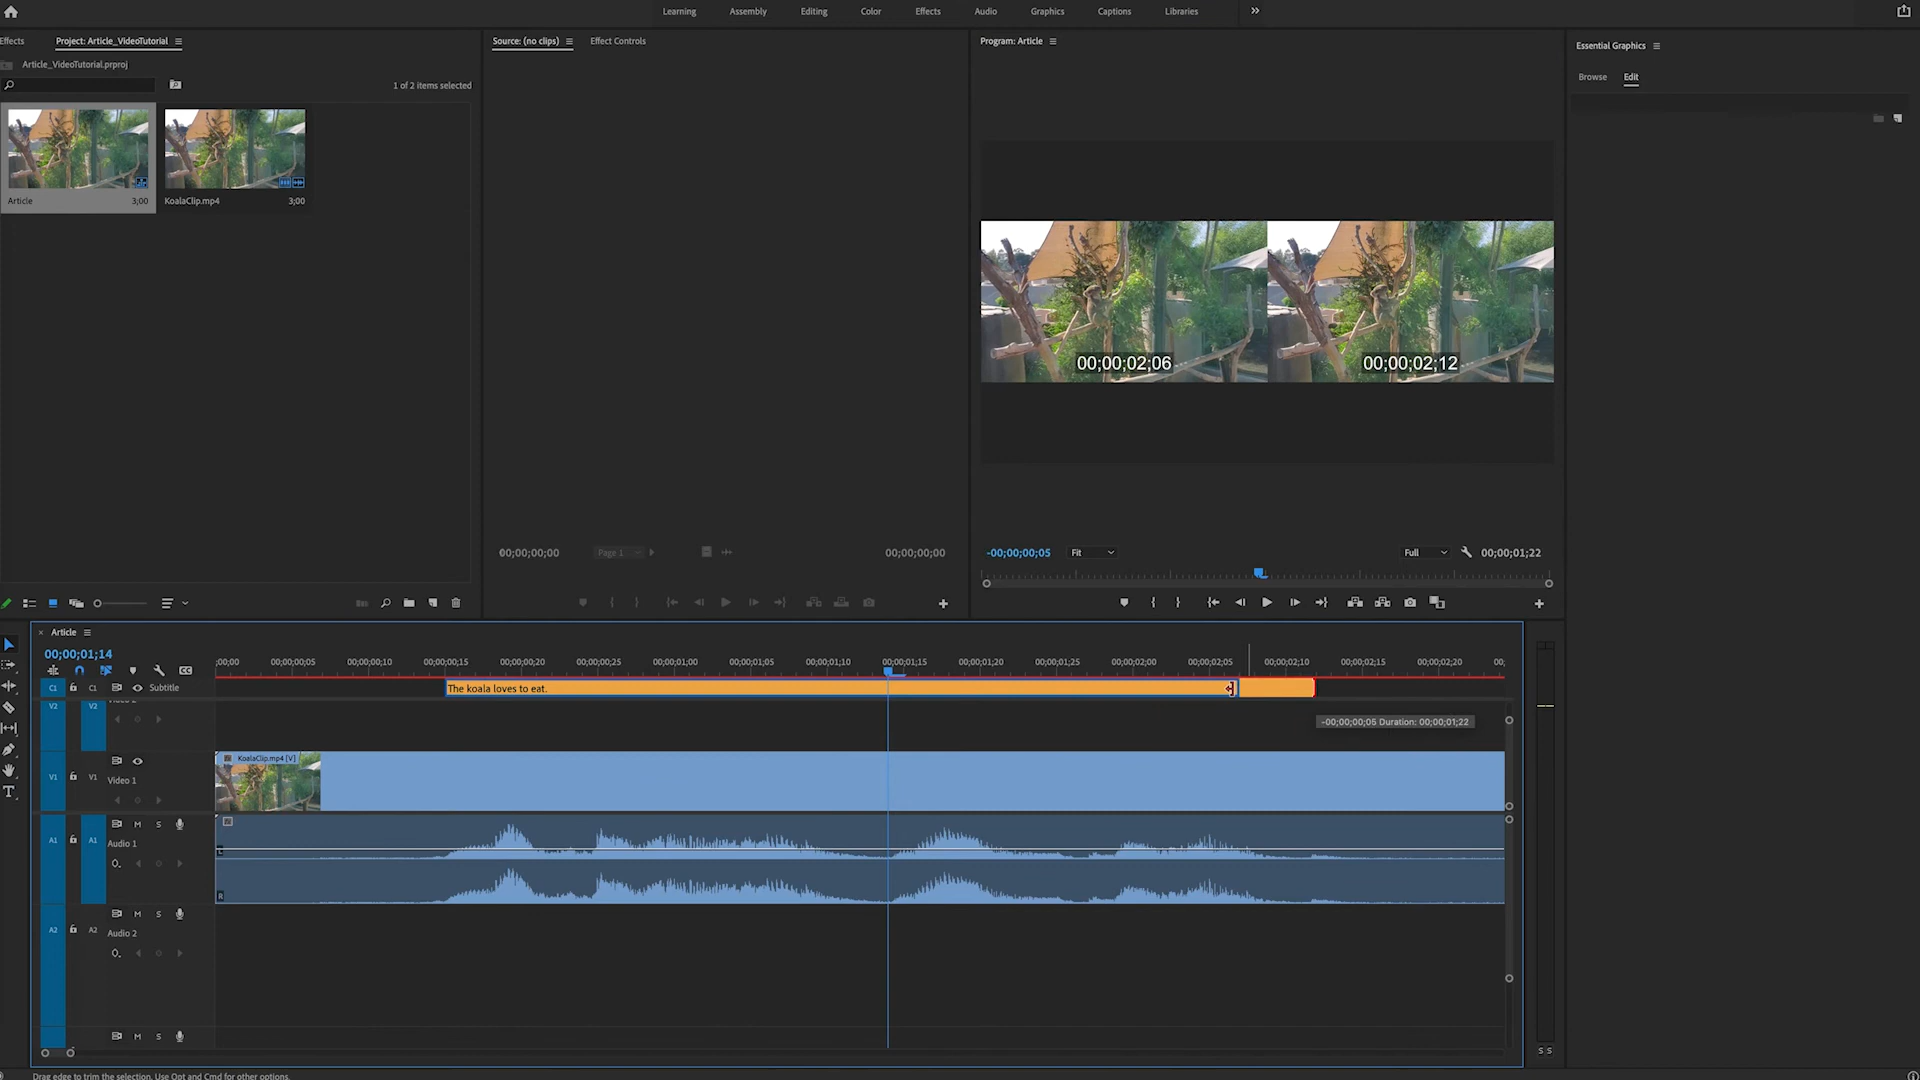 Learning Assembly Editing Color Effects Audio Graphics Captions Libraries
Effects Project: Article_VideoTutorial
Article_VideoTutorial.prproj
1 of 2 items selected
Article 3;00
KoalaClip.mp4 3;00
Source: (no clips) Effect Controls
00;00;00;00 Page 1 00;00;00;00
Program: Article
00;00;02;06 00;00;02;12
-00;00;00;05 Fit Full 00;00;01;22
Essential Graphics
Browse Edit
× Article
00;00;01;14
;00;00 00;00;00;05 00;00;00;10 00;00;00;15 00;00;00;20 00;00;00;25 00;00;01;00 00;00;01;05 00;00;01;10 00;00;01;15 00;00;01;20 00;00;01;25 00;00;02;00 00;00;02;05 00;00;02;10 00;00;02;15 00;00;02;20 00;
CC
C1 C1 Subtitle The koala loves to eat.
V2 V2
-00;00;00;05 Duration: 00;00;01;22
KoalaClip.mp4 [V]
V1 V1 Video 1
M S
A1 A1 Audio 1
L
0.
R
M S
A2 A2 Audio 2
0.
M S
S S
Drag edge to trim the selection. Use Opt and Cmd for other options.